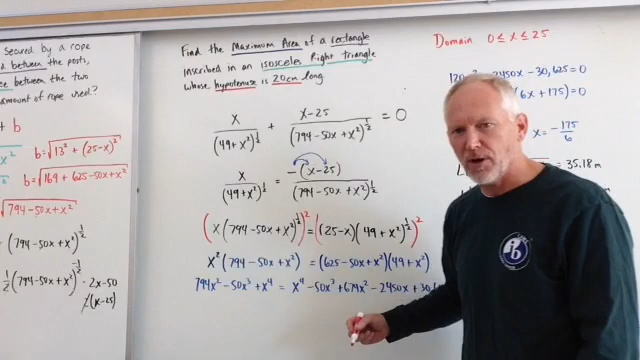 secured by a rope
between the posts,
between the two
amount of rope used?
+ b
x²
b = √13² + (25-x)²
b = √169 + 625 - 50x + x²
√794 - 50x + x²
(794 - 50x + x²)^½
½(794 - 50x + x²)^-½ · 2x - 50
2(x - 25)
Find the Maximum Area of a rectangle
inscribed in an isosceles Right triangle
whose hypotenuse is 20cm long
x/(49 + x²)^½ + x - 25/(794 - 50x + x²)^½ = 0
x/(49 + x²)^½ = -(x - 25)/(794 - 50x + x²)^½
(x(794 - 50x + x²)^½)² = ((25 - x)(49 + x²)^½)²
x²(794 - 50x + x²) = (625 - 50x + x²)(49 + x²)
794x² - 50x³ + x⁴ = x⁴ - 50x³ + 674x² - 2450x + 30
Domain 0 ≤ x ≤ 25
2450x - 30,625 = 0
6x + 175) = 0
x = -175/6
= 35.18 m
ib